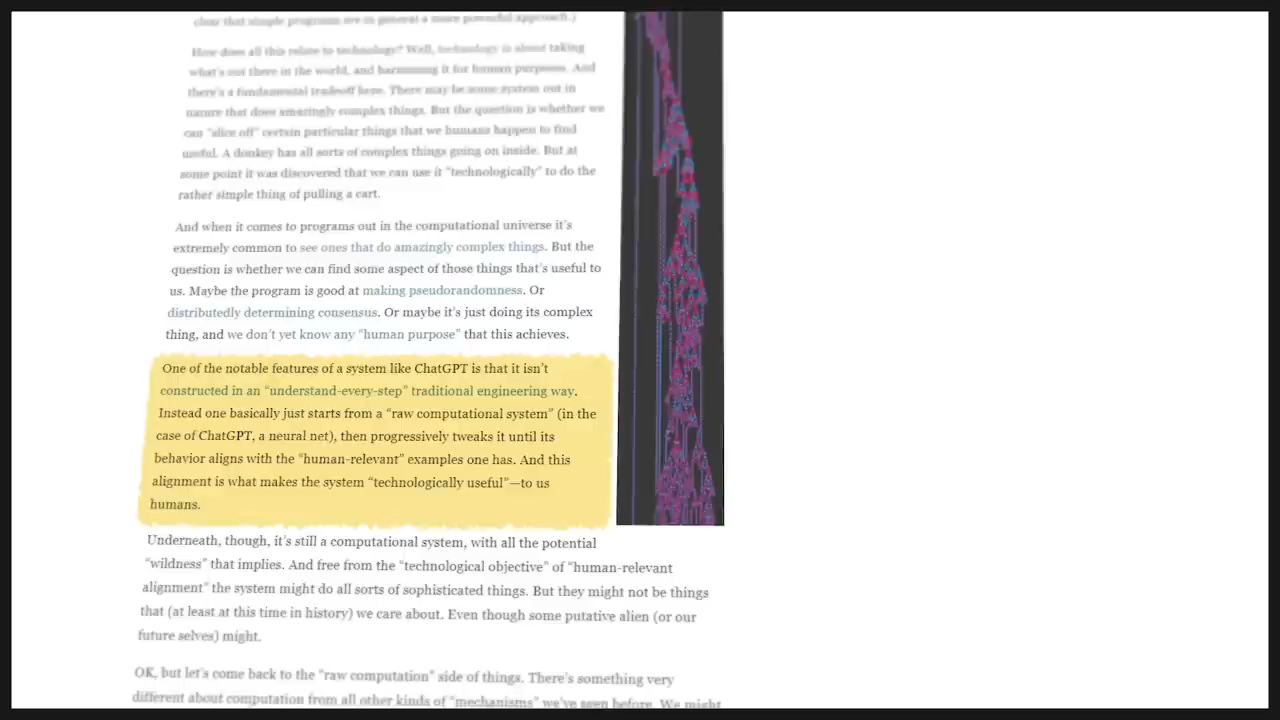 clear that simple programs are in general a more powerful approach.)
How does all this relate to technology? Well, technology is about taking
what's out there in the world, and harnessing it for human purposes. And
there's a fundamental tradeoff here. There may be some system out in
nature that does amazingly complex things. But the question is whether we
can "slice off" certain particular things that we humans happen to find
useful. A donkey has all sorts of complex things going on inside. But at
some point it was discovered that we can use it "technologically" to do the
rather simple thing of pulling a cart.
And when it comes to programs out in the computational universe it's
extremely common to see ones that do amazingly complex things. But the
question is whether we can find some aspect of those things that's useful to
us. Maybe the program is good at making pseudorandomness. Or
distributedly determining consensus. Or maybe it's just doing its complex
thing, and we don't yet know any "human purpose" that this achieves.
One of the notable features of a system like ChatGPT is that it isn't
constructed in an "understand-every-step" traditional engineering way.
Instead one basically just starts from a "raw computational system" (in the
case of ChatGPT, a neural net), then progressively tweaks it until its
behavior aligns with the "human-relevant" examples one has. And this
alignment is what makes the system "technologically useful"—to us
humans.
Underneath, though, it's still a computational system, with all the potential
"wildness" that implies. And free from the "technological objective" of "human-relevant
alignment" the system might do all sorts of sophisticated things. But they might not be things
that (at least at this time in history) we care about. Even though some putative alien (or our
future selves) might.
OK, but let's come back to the "raw computation" side of things. There's something very
different about computation from all other kinds of "mechanisms" we've seen before. We might